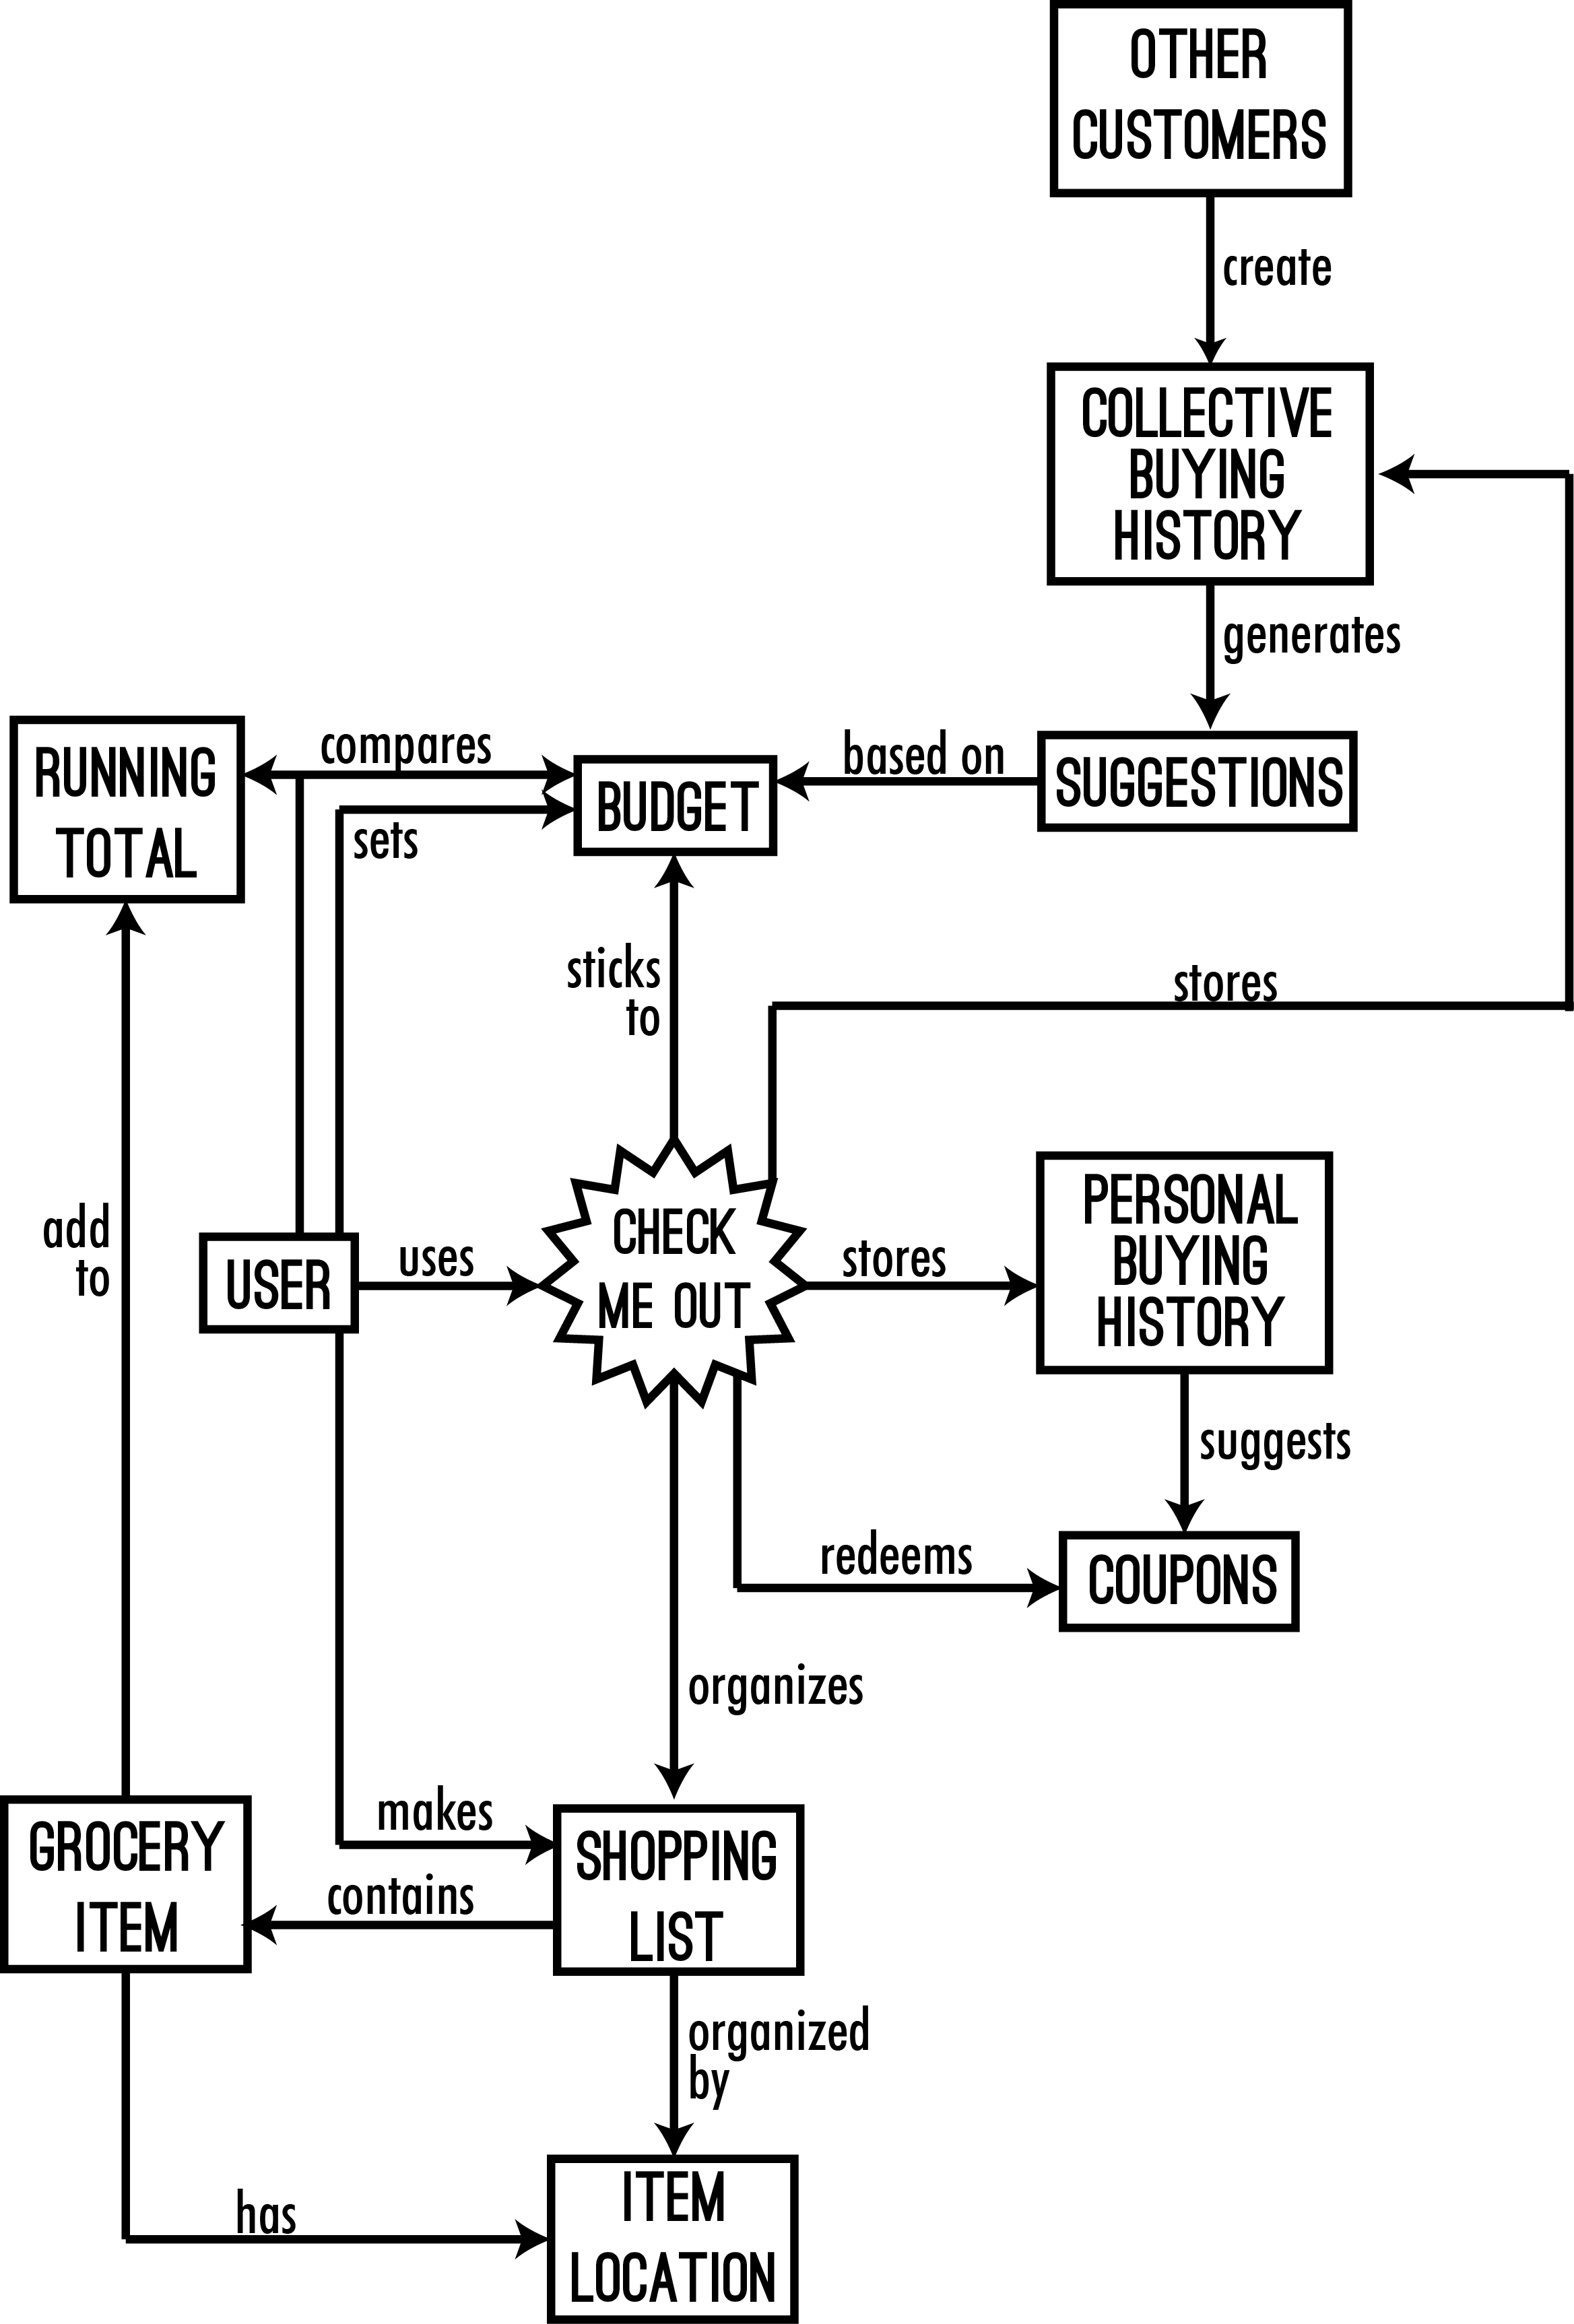 OTHER
CUSTOMERS
create
COLLECTIVE
BUYING
HISTORY
generates
RUNNING
TOTAL
compares
sets
BUDGET
based on
SUGGESTIONS
sticks
to
stores
add
to
USER
uses
CHECK
ME OUT
stores
PERSONAL
BUYING
HISTORY
suggests
redeems
COUPONS
organizes
makes
contains
GROCERY
ITEM
SHOPPING
LIST
organized
by
has
ITEM
LOCATION